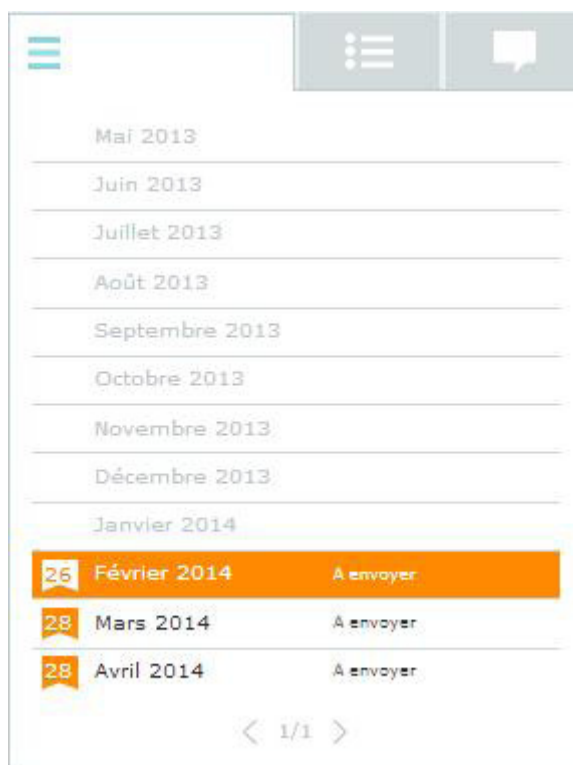 Mai 2013
Juin 2013
Juillet 2013
Août 2013
Septembre 2013
Octobre 2013
Novembre 2013
Décembre 2013
Janvier 2014
26 Février 2014 A envoyer
28 Mars 2014 A envoyer
28 Avril 2014 A envoyer
< 1/1 >